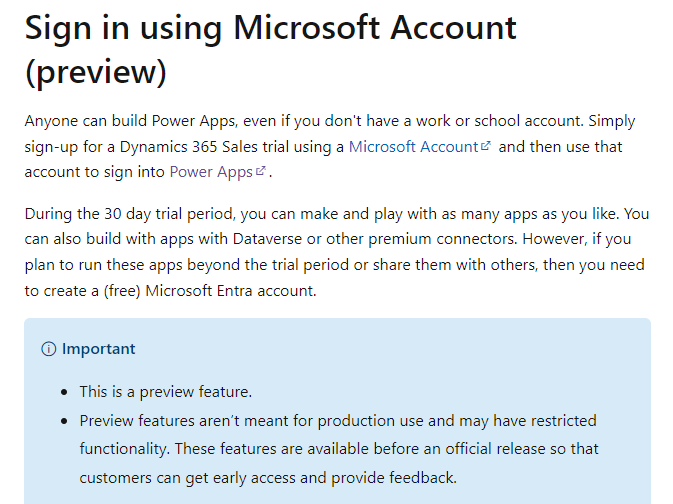 Sign in using Microsoft Account
(preview)
Anyone can build Power Apps, even if you don't have a work or school account. Simply
sign-up for a Dynamics 365 Sales trial using a Microsoft Account and then use that
account to sign into Power Apps.
During the 30 day trial period, you can make and play with as many apps as you like. You
can also build with apps with Dataverse or other premium connectors. However, if you
plan to run these apps beyond the trial period or share them with others, then you need
to create a (free) Microsoft Entra account.
Important
• This is a preview feature.
• Preview features aren’t meant for production use and may have restricted
functionality. These features are available before an official release so that
customers can get early access and provide feedback.